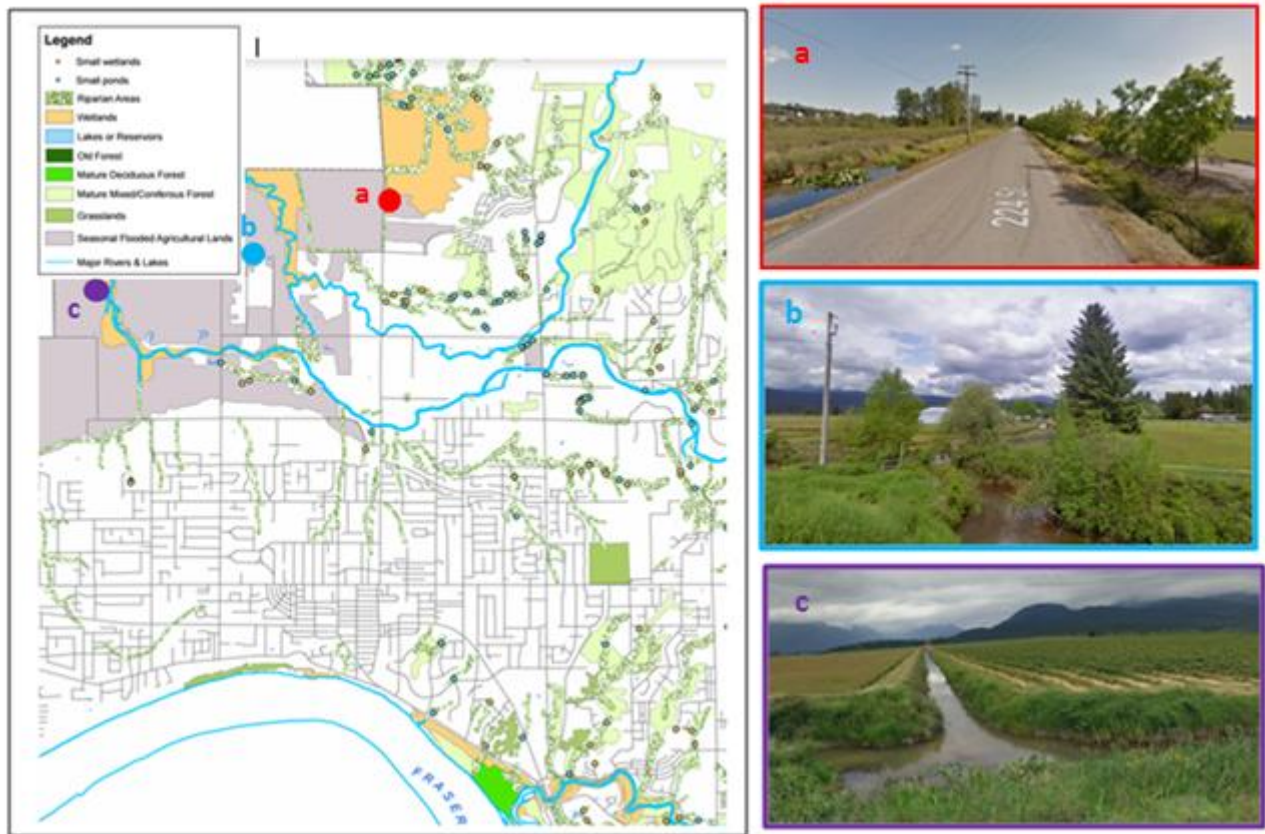 Legend
Small wetlands
Small ponds
Riparian Areas
Wetlands
Lakes or Reservoirs
Old Forest
Mature Deciduous Forest
Mature Mixed/Coniferous Forest
Grasslands
Seasonal Flooded Agricultural Lands
Major Rivers & Lakes
a
b
c
FRASER
a
224 St
b
c